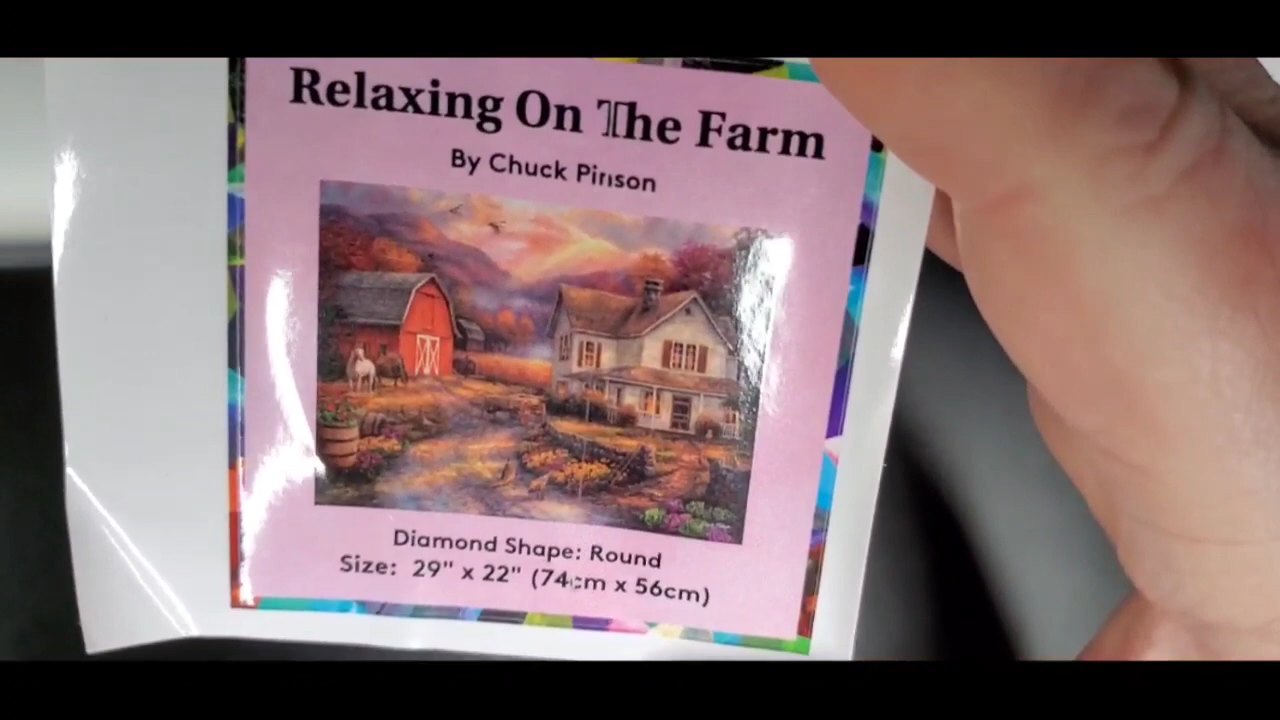 Relaxing On The Farm
By Chuck Pinson
Diamond Shape: Round
Size: 29" x 22" (74cm x 56cm)